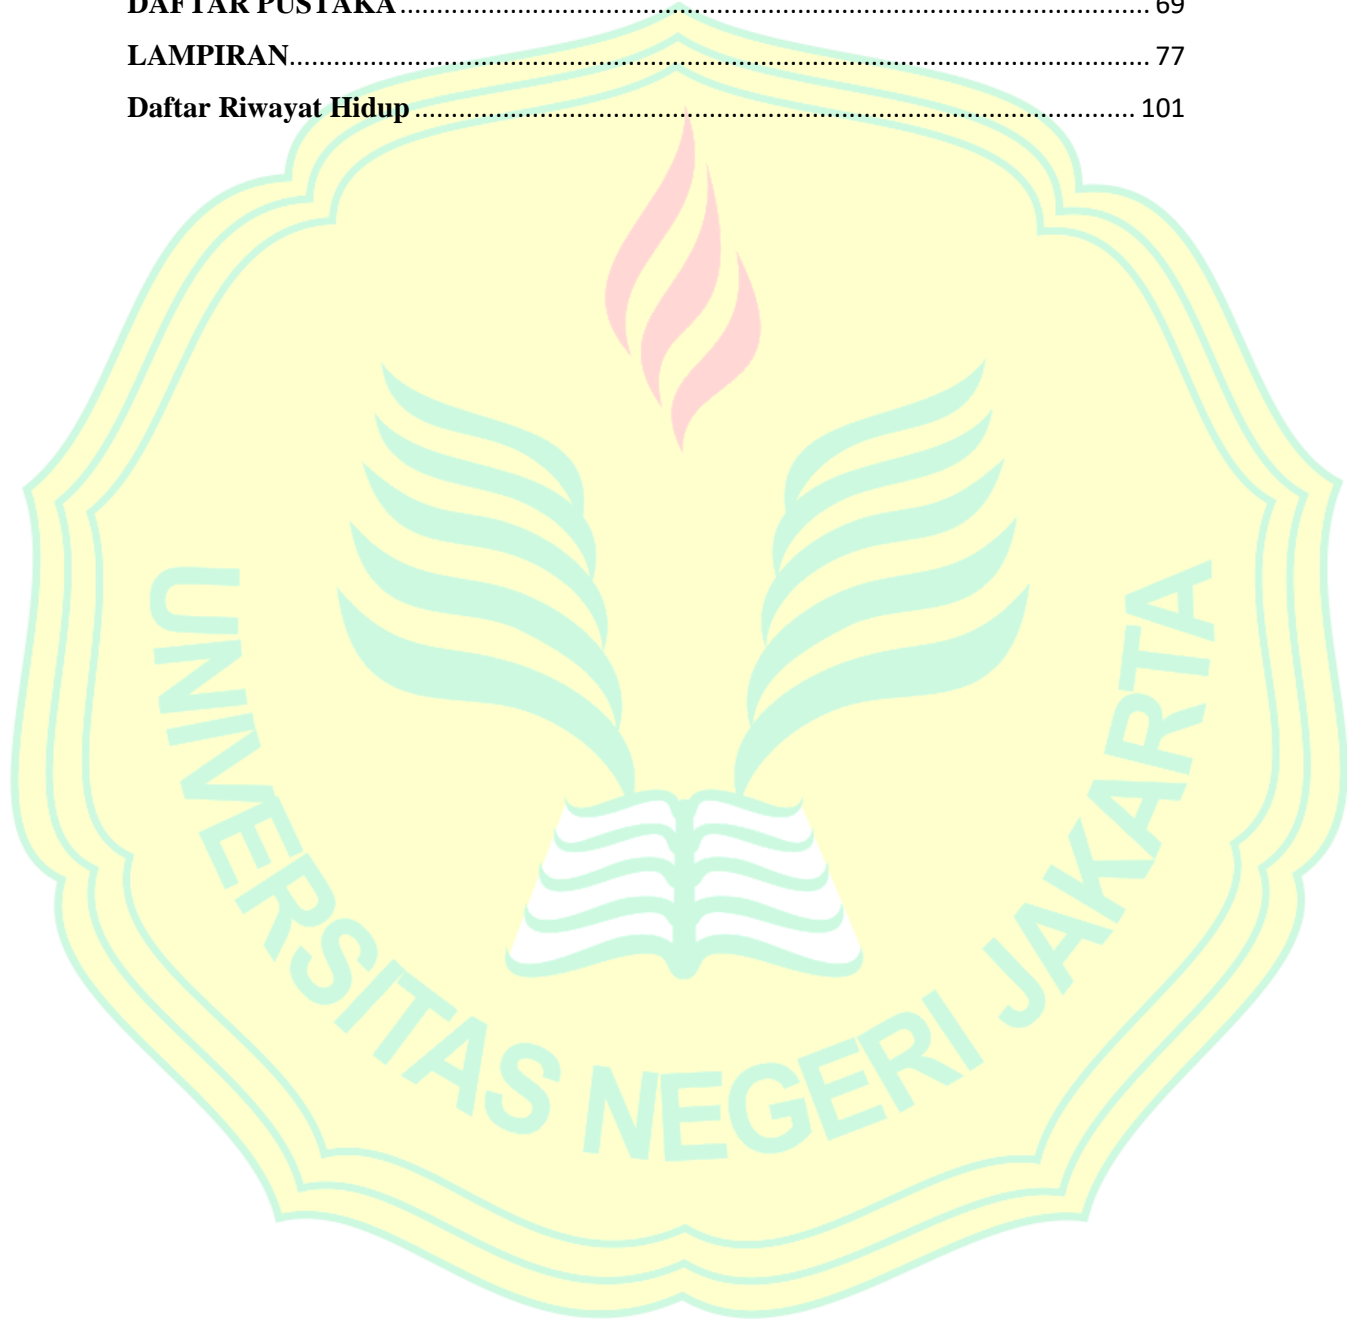 DAFTAR PUSTAKA.................................................................................................... 69
LAMPIRAN................................................................................................................... 77
Daftar Riwayat Hidup ................................................................................................ 101
UNIVERSITAS NEGERI JAKARTA